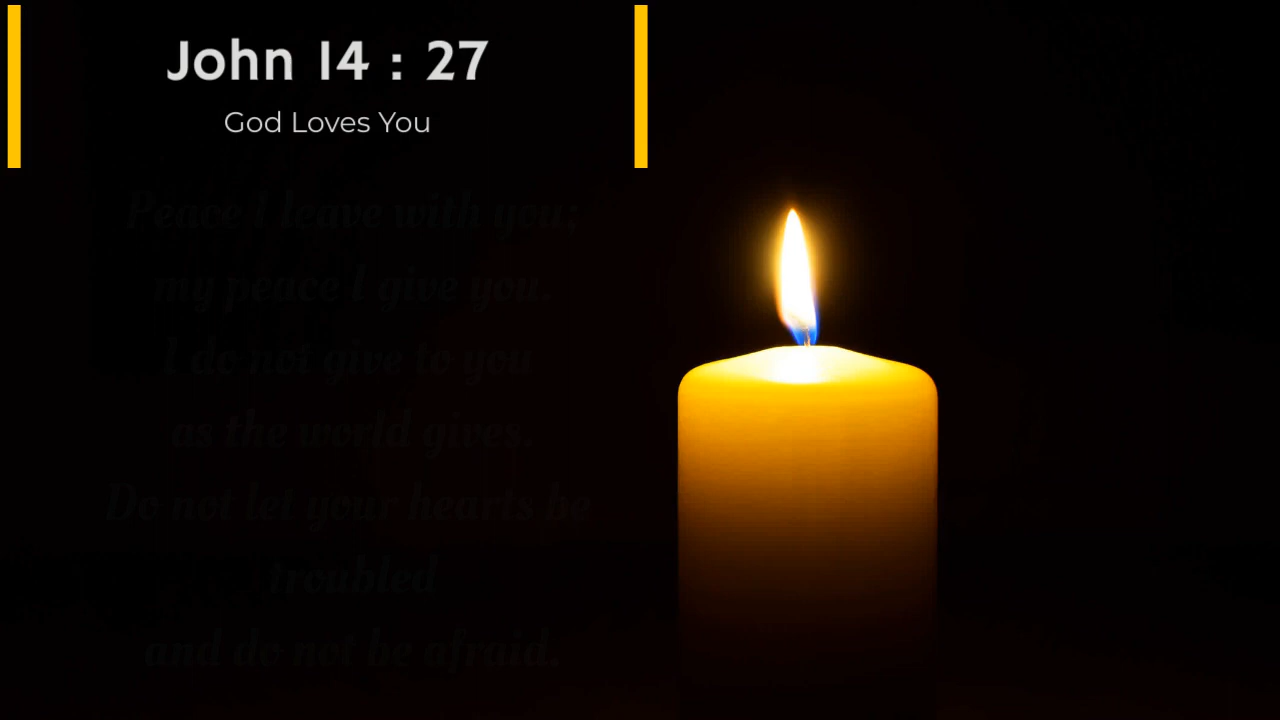 John 14 : 27
God Loves You
Peace I leave with you;
my peace I give you.
I do not give to you
as the world gives.
Do not let your hearts be
troubled
and do not be afraid.